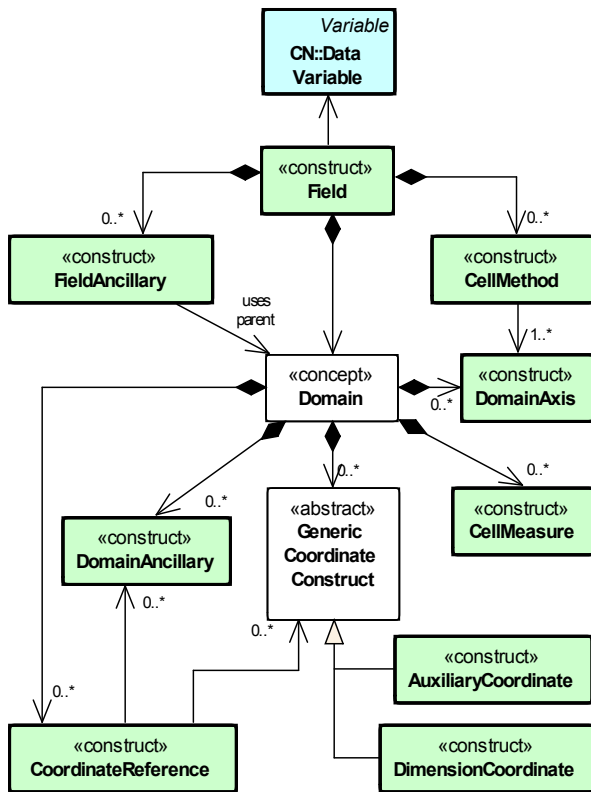 Variable
CN::Data
Variable
«construct»
Field
0..*
0..*
«construct»
FieldAncillary
«construct»
CellMethod
uses
parent
1..*
«concept»
Domain
0..*
«construct»
DomainAxis
0..*
0..*
0..*
«construct»
DomainAncillary
«abstract»
Generic
Coordinate
Construct
«construct»
CellMeasure
0..*
0..*
«construct»
AuxiliaryCoordinate
0..*
«construct»
CoordinateReference
«construct»
DimensionCoordinate